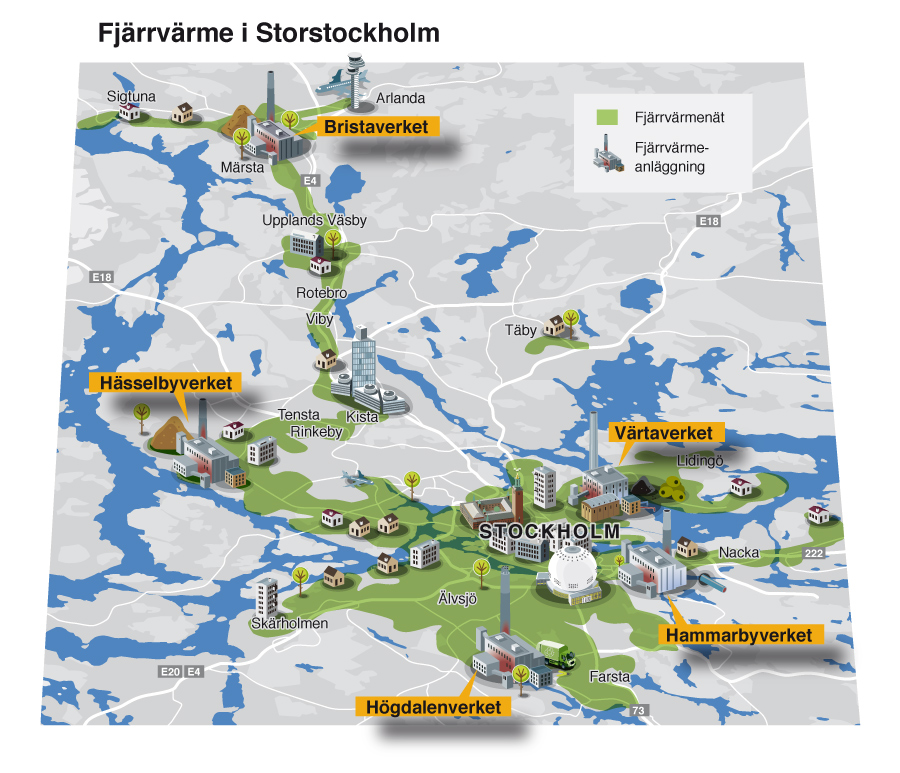 Fjärrvärme i Storstockholm
Sigtuna
Arlanda
Bristaverket
Fjärrvärmenät
Fjärrvärme-
anläggning
Märsta
E4
Upplands Väsby
E18
E18
Rotebro
Viby
Täby
Hässelbyverket
Tensta
Rinkeby
Kista
Värtaverket
Lidingö
STOCKHOLM
Nacka
222
Älvsjö
Skärholmen
Hammarbyverket
E20 E4
Farsta
Högdalenverket
73